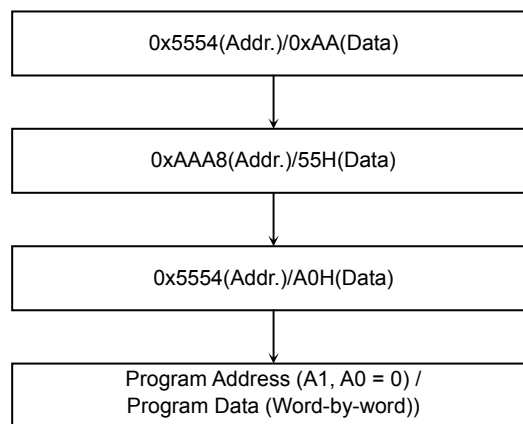 0x5554(Addr.)/0xAA(Data)
0xAAA8(Addr.)/55H(Data)
0x5554(Addr.)/A0H(Data)
Program Address (A1, A0 = 0) /
Program Data (Word-by-word))